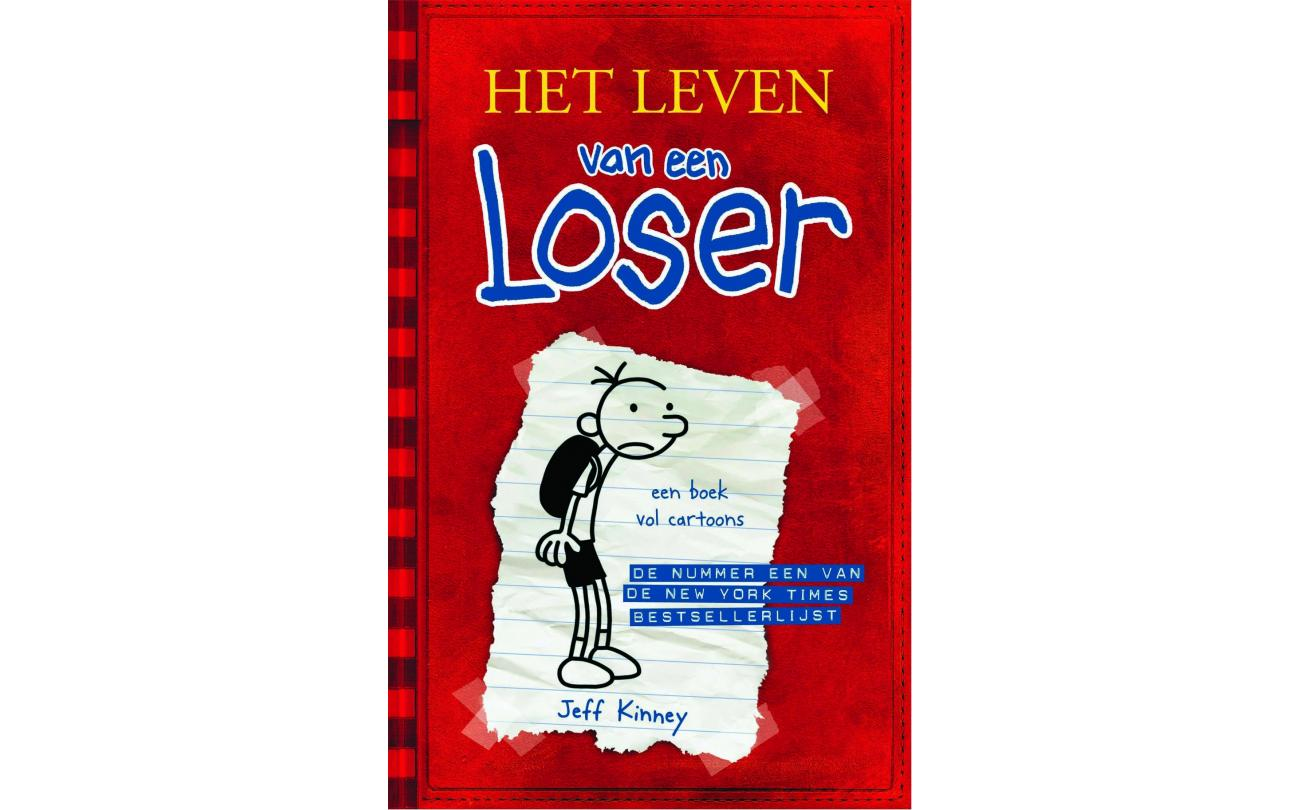 HET LEVEN
van een
Loser
een boek
vol cartoons
DE NUMMER EEN VAN
DE NEW YORK TIMES
BESTSELLERLIJST
Jeff Kinney